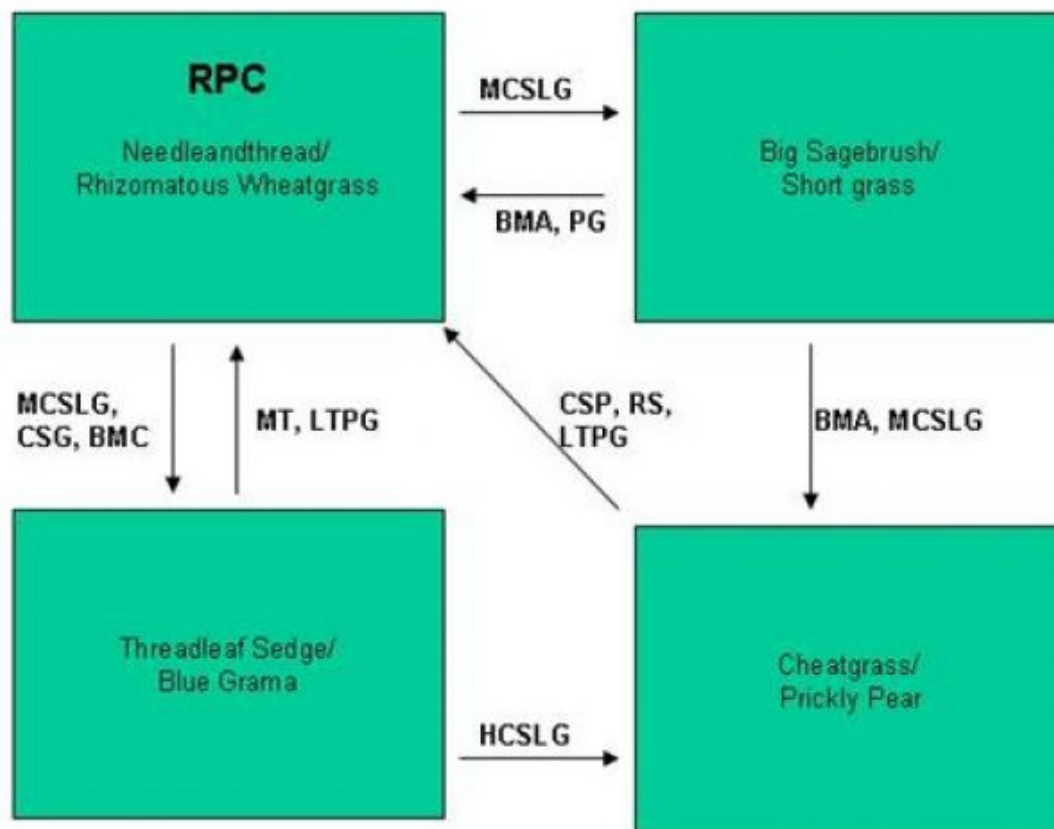 RPC
Needleandthread/
Rhizomatous Wheatgrass
MCSLG
BMA, PG
Big Sagebrush/
Short grass
MCSLG,
CSG, BMC
MT, LTPG
CSP, RS,
LTPG
BMA, MCSLG
Threadleaf Sedge/
Blue Grama
HCSLG
Cheatgrass/
Prickly Pear